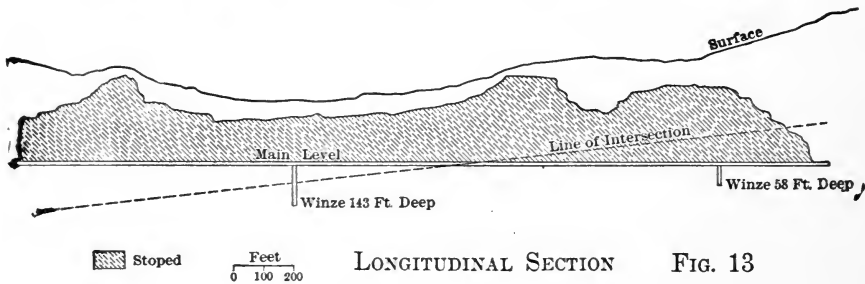 Surface
Line of Intersection
Main Level
Winze 58 Ft. Deep
Winze 143 Ft. Deep
Stoped
Feet
0 100 200
LONGITUDINAL SECTION FIG. 13